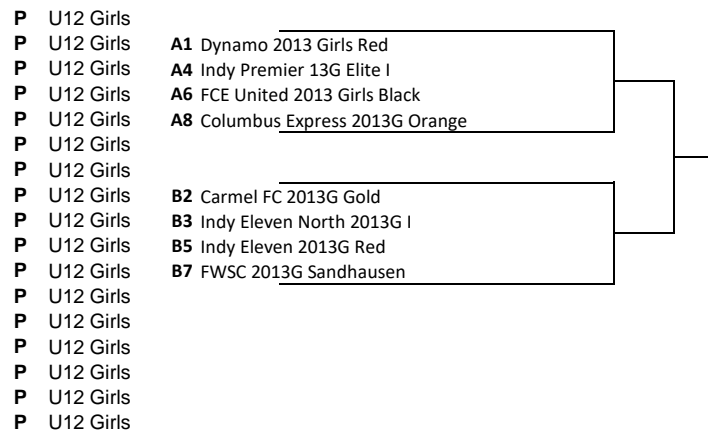 P U12 Girls
P U12 Girls A1 Dynamo 2013 Girls Red
P U12 Girls A4 Indy Premier 13G Elite I
P U12 Girls A6 FCE United 2013 Girls Black
P U12 Girls A8 Columbus Express 2013G Orange
P U12 Girls
P U12 Girls
P U12 Girls B2 Carmel FC 2013G Gold
P U12 Girls B3 Indy Eleven North 2013G I
P U12 Girls B5 Indy Eleven 2013G Red
P U12 Girls B7 FWSC 2013G Sandhausen
P U12 Girls
P U12 Girls
P U12 Girls
P U12 Girls
P U12 Girls
P U12 Girls